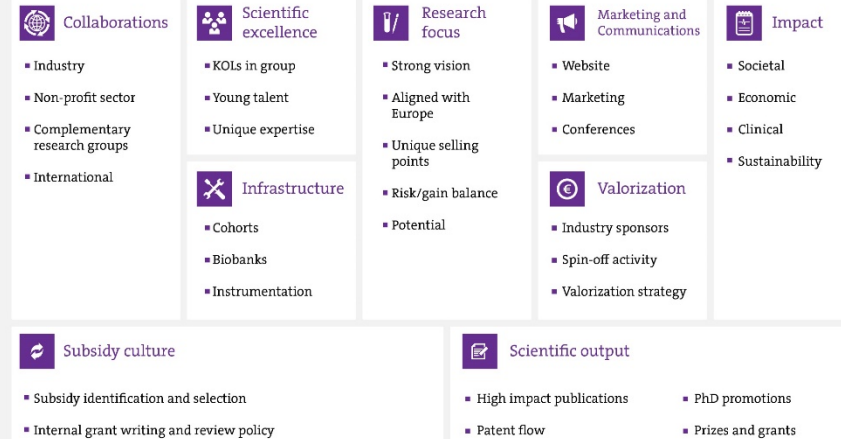 Collaborations
Industry
Non-profit sector
Complementary
research groups
International
Scientific
excellence
KOLs in group
Young talent
Unique expertise
Infrastructure
Cohorts
Biobanks
Instrumentation
Research
focus
Strong vision
Aligned with
Europe
Unique selling
points
Risk/gain balance
Potential
Marketing and
Communications
Website
Marketing
Conferences
Valorization
Industry sponsors
Spin-off activity
Valorization strategy
Impact
Societal
Economic
Clinical
Sustainability
Subsidy culture
Subsidy identification and selection
Internal grant writing and review policy
Scientific output
High impact publications
Patent flow
PhD promotions
Prizes and grants